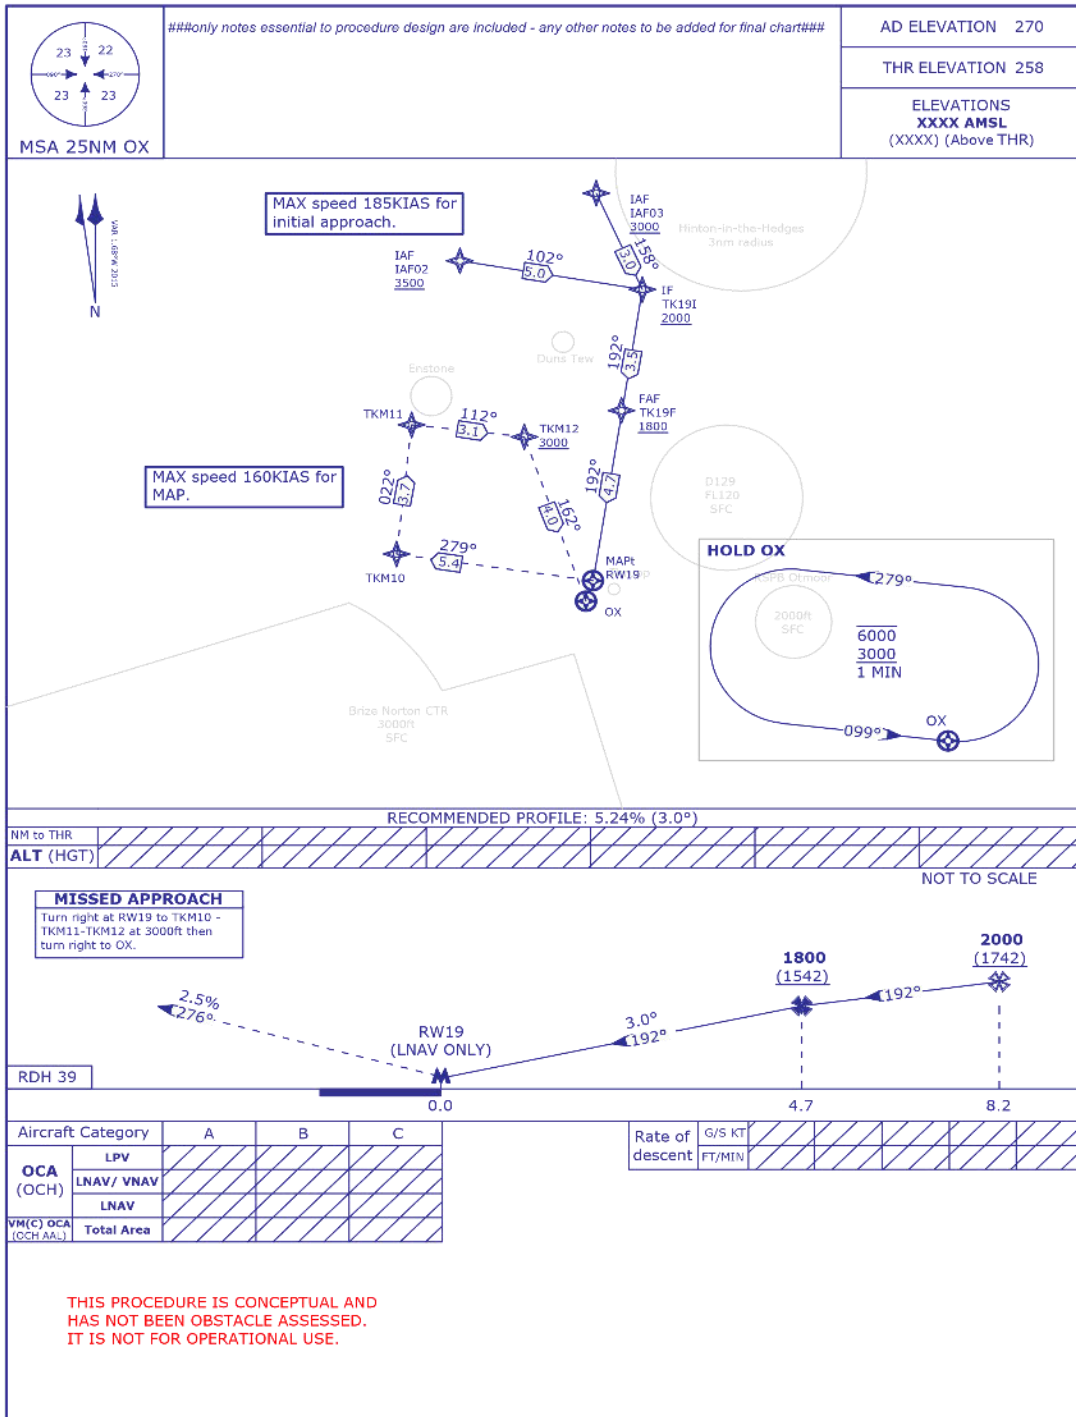 ###only notes essential to procedure design are included - any other notes to be added for final chart###
AD ELEVATION 270
THR ELEVATION 258
ELEVATIONS
XXXX AMSL
(XXXX) (Above THR)
23
22
090°
270°
23
23
MSA 25NM OX
VAR 1.68°W 2015
N
MAX speed 185KIAS for
initial approach.
IAF
IAF03
3000
Hinton-in-the-Hedges
3nm radius
158°
3.0
IAF
IAF02
3500
102°
5.0
IF
TK19I
2000
192°
3.5
Duns Tew
Enstone
FAF
TK19F
1800
TKM11
112°
3.1
TKM12
3000
MAX speed 160KIAS for
MAP.
022°
3.7
192°
4.7
162°
4.0
D129
FL120
SFC
279°
5.4
TKM10
MAPt
RW19
OX
HOLD OX
RSPB Otmoor
279°
2000ft
SFC
6000
3000
1 MIN
OX
099°
Brize Norton CTR
3000ft
SFC
RECOMMENDED PROFILE: 5.24% (3.0°)
NM to THR
ALT (HGT)
NOT TO SCALE
MISSED APPROACH
Turn right at RW19 to TKM10 -
TKM11-TKM12 at 3000ft then
turn right to OX.
2000
(1742)
1800
(1542)
192°
2.5%
276°
3.0°
192°
RW19
(LNAV ONLY)
RDH 39
0.0
4.7
8.2
Aircraft Category
A
B
C
OCA
(OCH)
LPV
LNAV/ VNAV
LNAV
VM(C) OCA
(OCH AAL)
Total Area
Rate of
descent
G/S KT
FT/MIN
THIS PROCEDURE IS CONCEPTUAL AND
HAS NOT BEEN OBSTACLE ASSESSED.
IT IS NOT FOR OPERATIONAL USE.